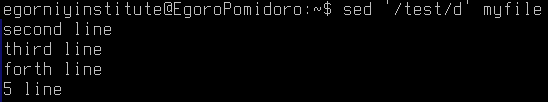 egorniyinstitute@EgoroPomidoro:~$ sed '/test/d' myfile
second line
third line
forth line
5 line